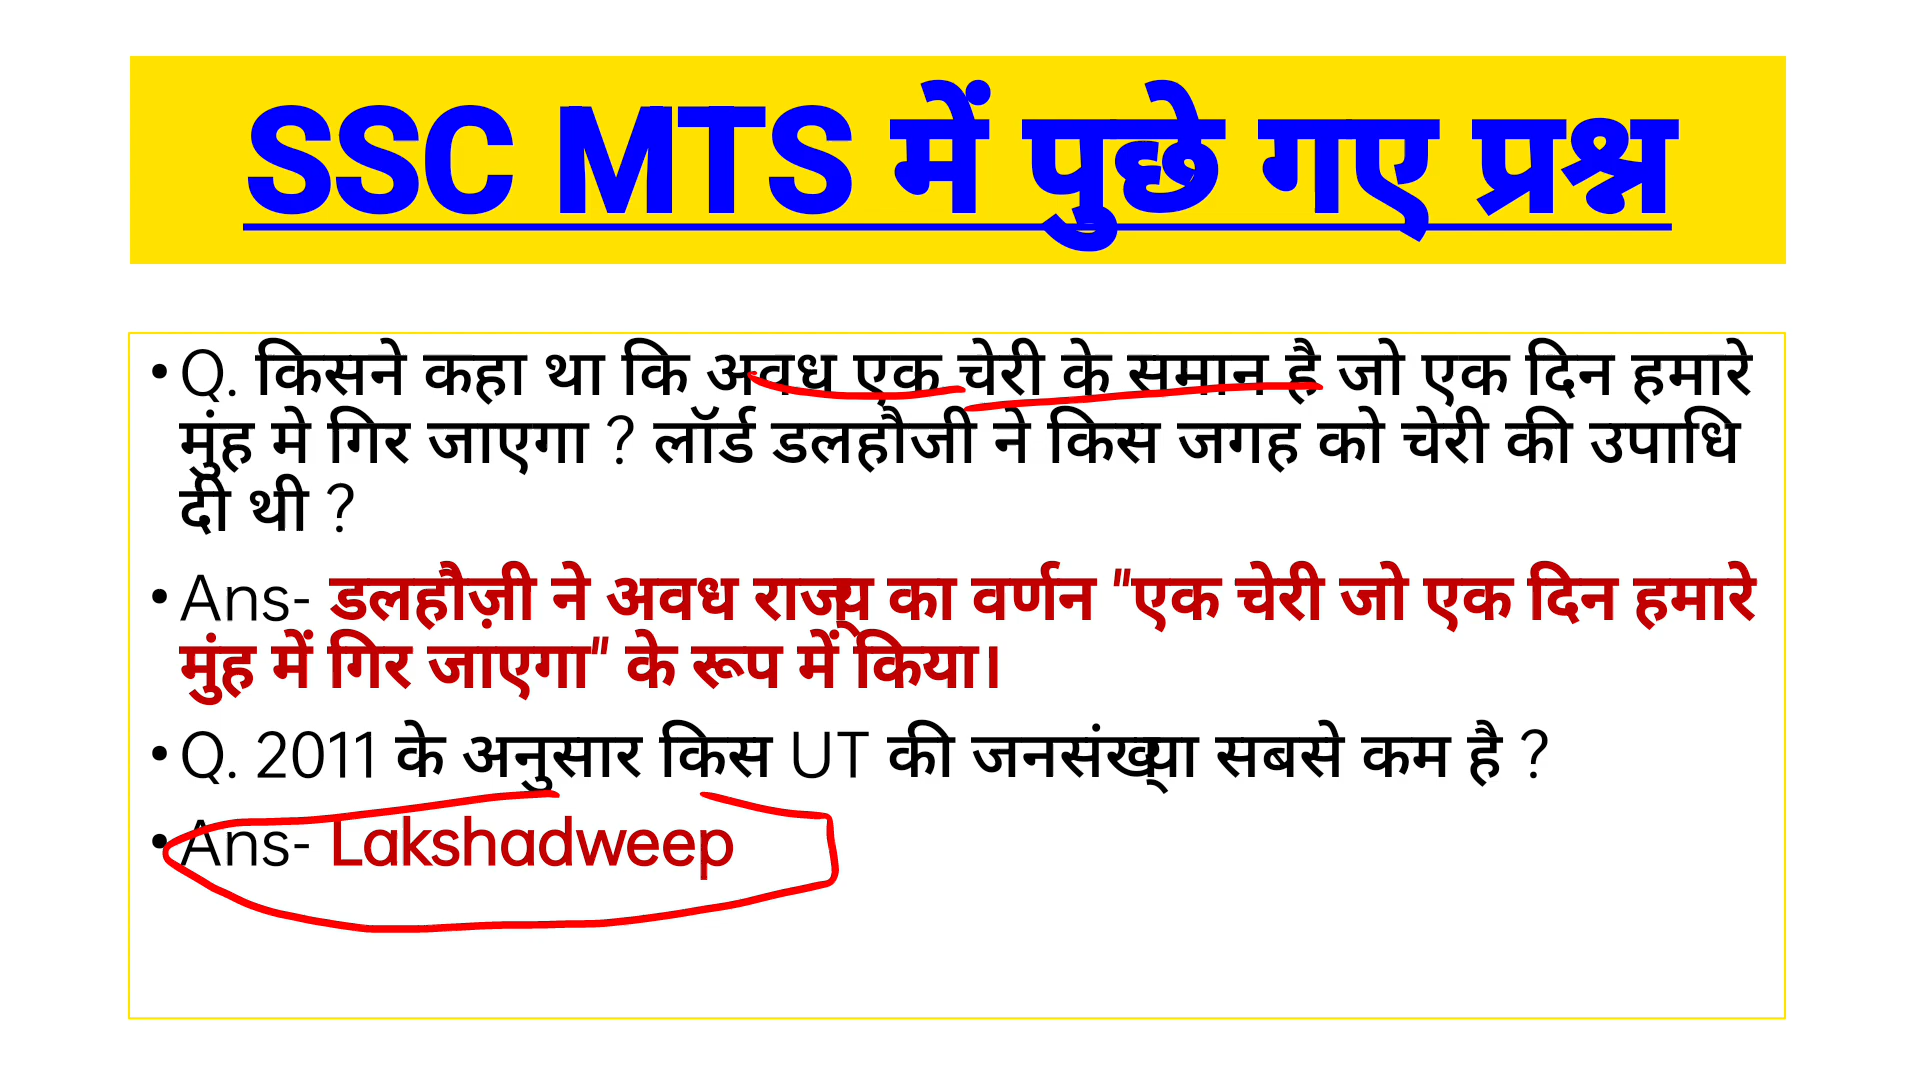 SSC MTS में पुछे गए प्रश्न
• Q. किसने कहा था कि अवध एक चेरी के समान है जो एक दिन हमारे
मुंह मे गिर जाएगा ? लॉर्ड डलहौजी ने किस जगह को चेरी की उपाधि
दी थी ?
• Ans- डलहौज़ी ने अवध राज्य का वर्णन "एक चेरी जो एक दिन हमारे
मुंह में गिर जाएगा" के रूप में किया।
• Q. 2011 के अनुसार किस UT की जनसंख्या सबसे कम है ?
• Ans- Lakshadweep